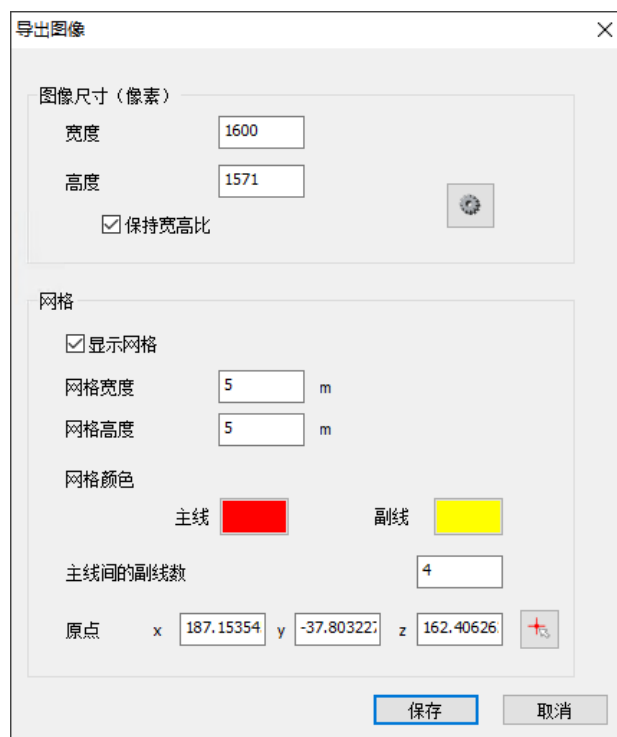 导出图像
图像尺寸（像素）
宽度 1600
高度 1571
保持宽高比
网格
显示网格
网格宽度 5 m
网格高度 5 m
网格颜色
主线 副线
主线间的副线数 4
原点 x 187.15354 y -37.803227 z 162.40626
保存 取消